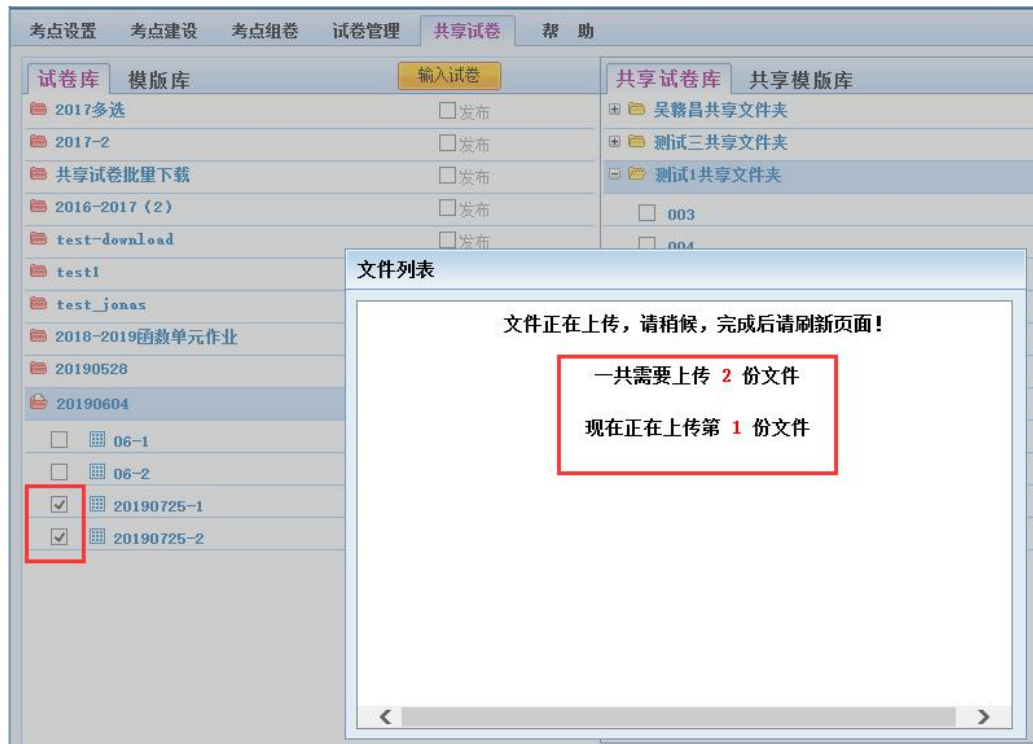 考点设置 考点建设 考点组卷 试卷管理 共享试卷 帮 助
试卷库 模版库 输入试卷
2017多选 发布
2017-2 发布
共享试卷批里下载 发布
2016-2017（2） 发布
test-download 发布
test1
test_jonas
2018-2019函数单元作业
20190528
20190604
06-1
06-2
20190725-1
20190725-2
共享试卷库 共享模版库
吴赣昌共享文件夹
测试三共享文件夹
测试1共享文件夹
003
004
文件列表
文件正在上传，请稍候，完成后请刷新页面！
一共需要上传 2 份文件
现在正在上传第 1 份文件